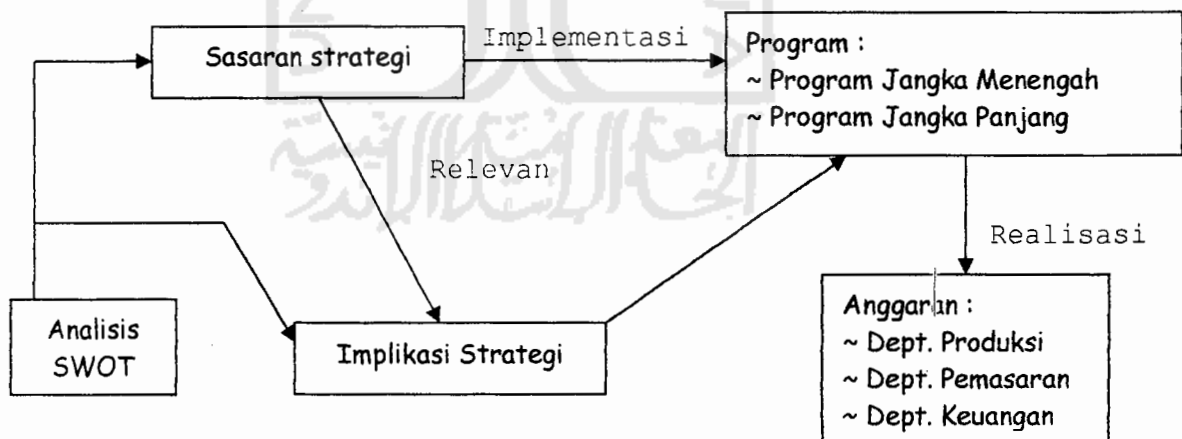 Sasaran strategi
Implementasi
Program :
~ Program Jangka Menengah
~ Program Jangka Panjang
Relevan
Realisasi
Analisis
SWOT
Implikasi Strategi
Anggaran :
~ Dept. Produksi
~ Dept. Pemasaran
~ Dept. Keuangan